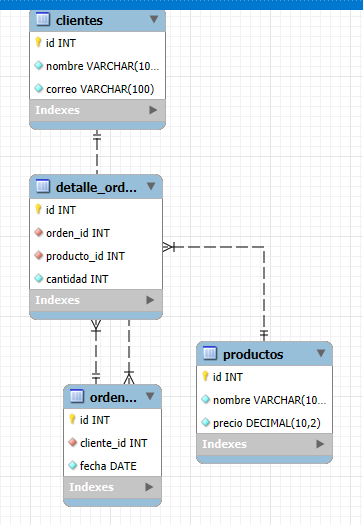 clientes
id INT
nombre VARCHAR(10...
correo VARCHAR(100)
Indexes
detalle_ord...
id INT
orden_id INT
producto_id INT
cantidad INT
Indexes
orden...
id INT
cliente_id INT
fecha DATE
Indexes
productos
id INT
nombre VARCHAR(10...
precio DECIMAL(10,2)
Indexes